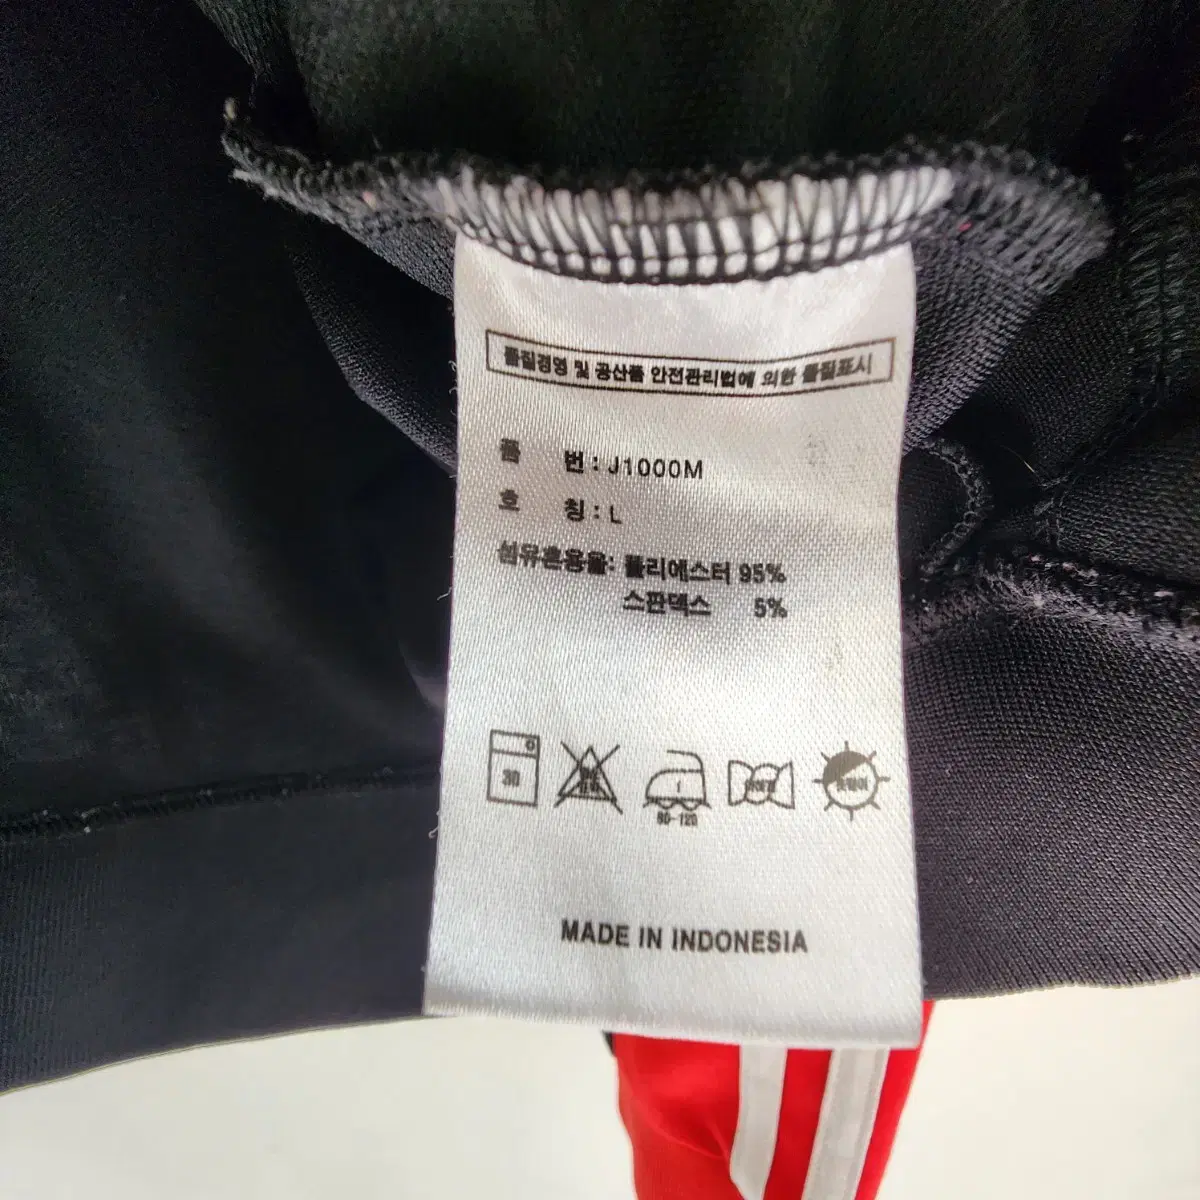 품질경영 및 공산품 안전관리법에 의한 품질표시
품 번 : J1000M
호 칭 : L
섬유혼용율: 폴리에스터 95%
스판덱스 5%
30
80-120
MADE IN INDONESIA